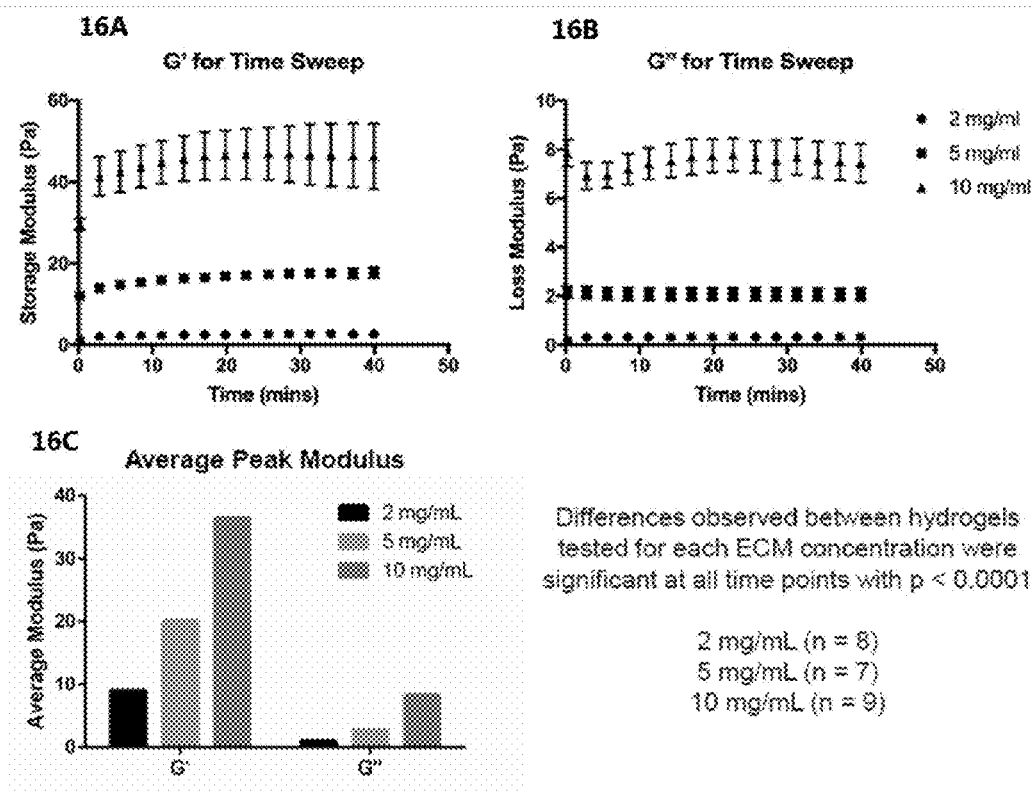 16A
G' for Time Sweep
Storage Modulus (Pa)
60
40
20
0
0 10 20 30 40 50
Time (mins)
16B
G'' for Time Sweep
Loss Modulus (Pa)
10
8
6
4
2
0
0 10 20 30 40 50
Time (mins)
2 mg/ml
5 mg/ml
10 mg/ml
16C
Average Peak Modulus
Average Modulus (Pa)
40
30
20
10
0
G' G''
2 mg/mL
5 mg/mL
10 mg/mL
Differences observed between hydrogels
tested for each ECM concentration were
significant at all time points with p < 0.0001
2 mg/mL (n = 8)
5 mg/mL (n = 7)
10 mg/mL (n = 9)